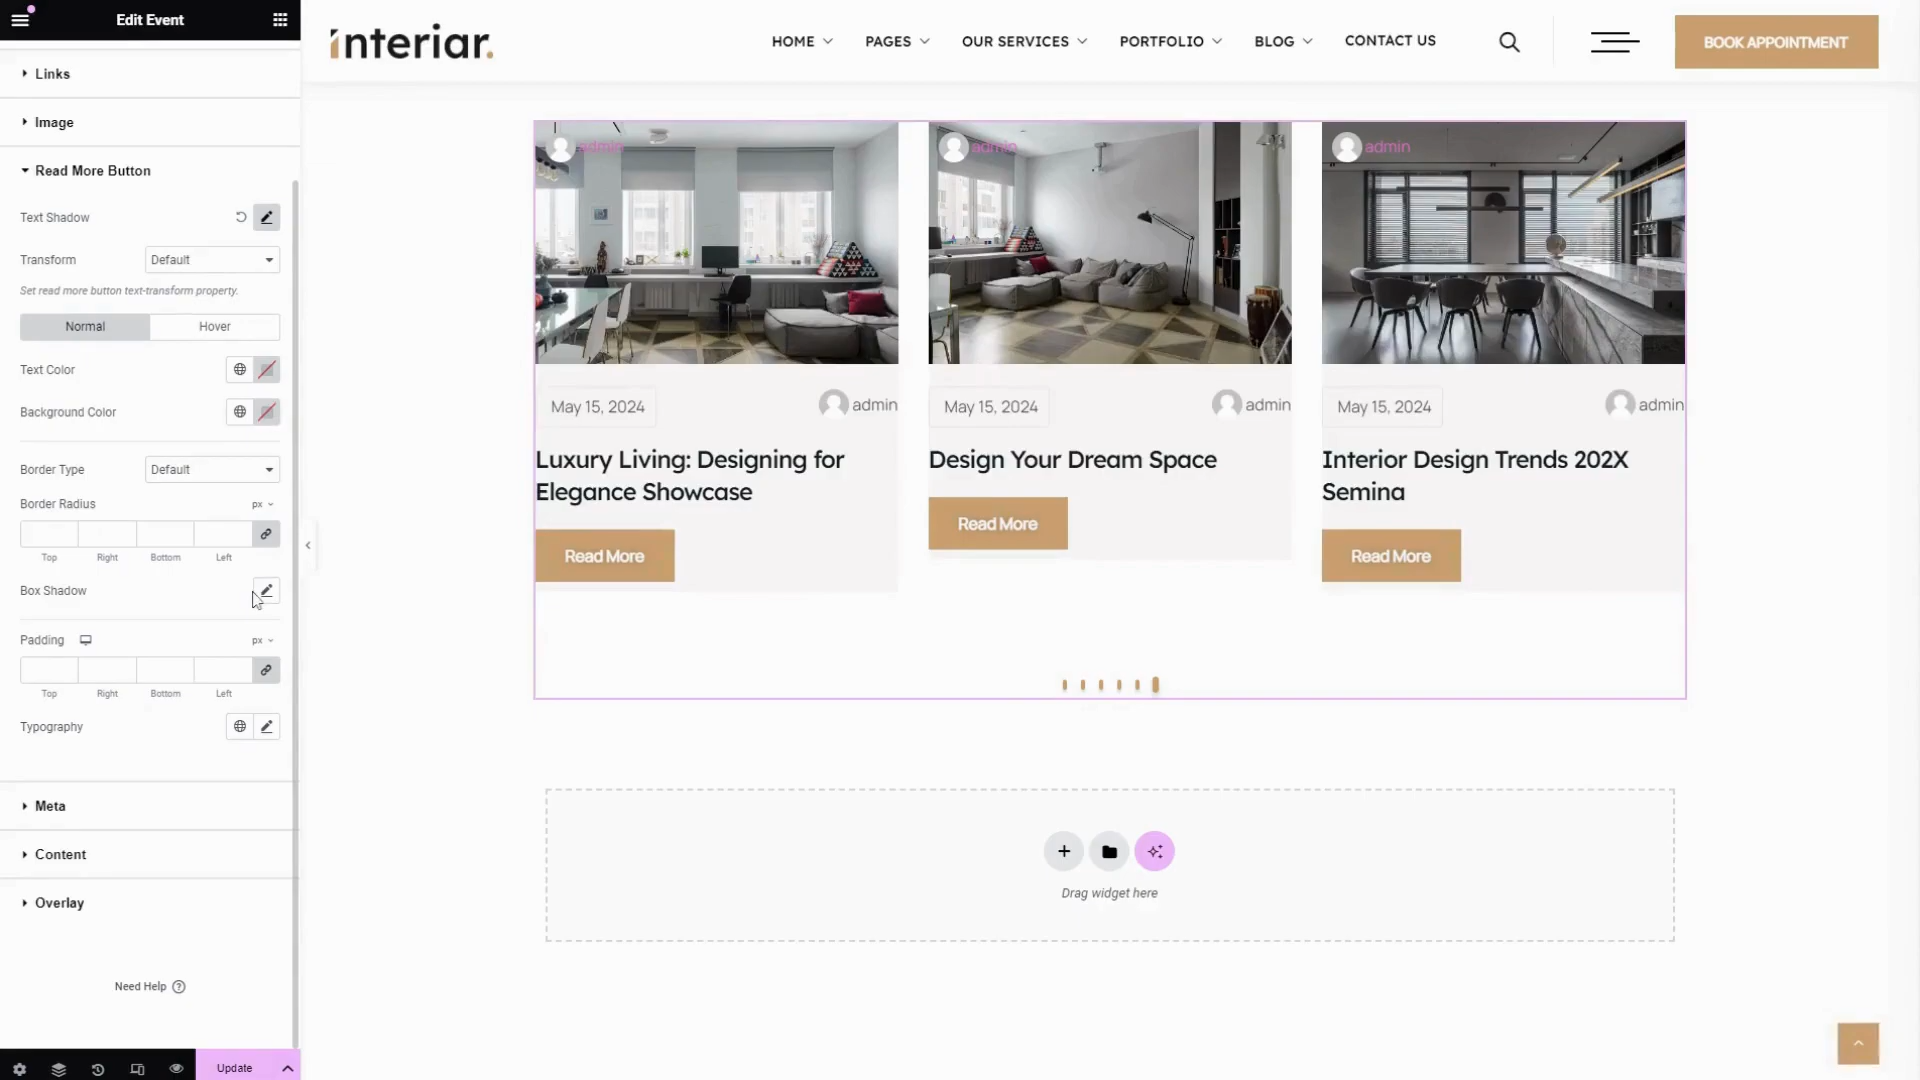 Edit Event
Links
Image
Read More Button
Text Shadow
Transform
Default
Set read more button text-transform property.
Normal
Hover
Text Color
Background Color
Border Type
Default
Border Radius
px
Top
Right
Bottom
Left
Box Shadow
Padding
px
Top
Right
Bottom
Left
Typography
Meta
Content
Overlay
Need Help
Update
interiar.
HOME
PAGES
OUR SERVICES
PORTFOLIO
BLOG
CONTACT US
BOOK APPOINTMENT
admin
admin
admin
May 15, 2024
admin
May 15, 2024
admin
May 15, 2024
admin
Luxury Living: Designing for
Elegance Showcase
Read More
Design Your Dream Space
Read More
Interior Design Trends 202X
Semina
Read More
Drag widget here